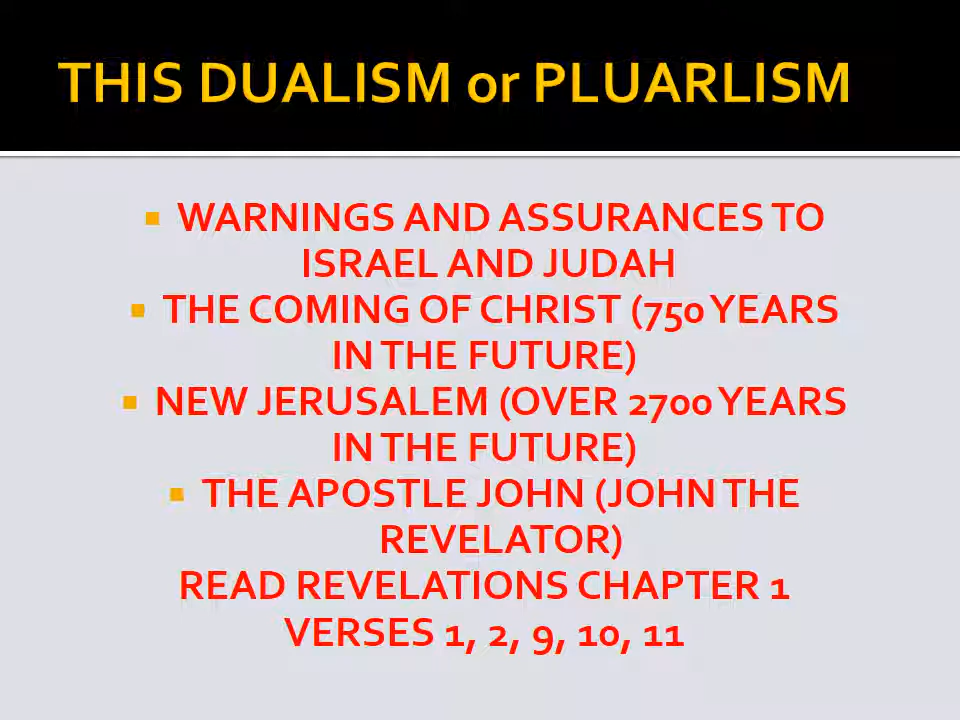 THIS DUALISM or PLUARLISM
▪ WARNINGS AND ASSURANCES TO
ISRAEL AND JUDAH
▪ THE COMING OF CHRIST (750 YEARS
IN THE FUTURE)
▪ NEW JERUSALEM (OVER 2700 YEARS
IN THE FUTURE)
▪ THE APOSTLE JOHN (JOHN THE
REVELATOR)
READ REVELATIONS CHAPTER 1
VERSES 1, 2, 9, 10, 11